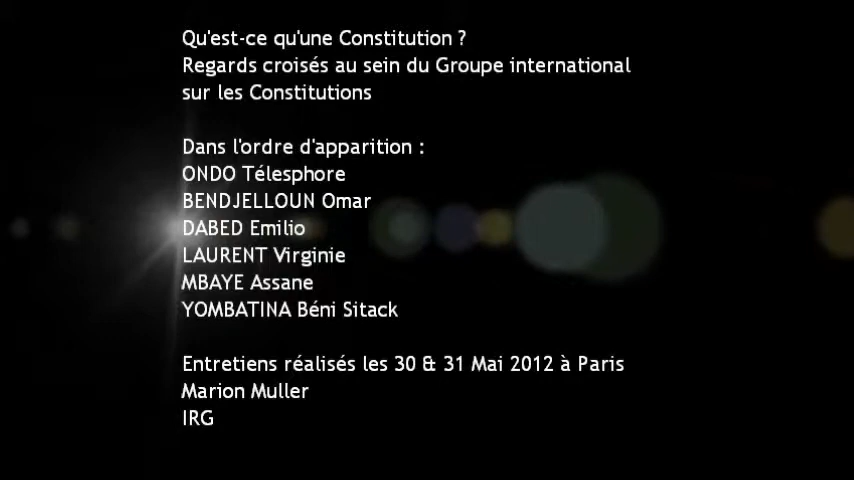 Qu'est-ce qu'une Constitution ?
Regards croisés au sein du Groupe international
sur les Constitutions
Dans l'ordre d'apparition :
ONDO Télesphore
BENDJELLOUN Omar
DABED Emilio
LAURENT Virginie
MBAYE Assane
YOMBATINA Béni Sitack
Entretiens réalisés les 30 & 31 Mai 2012 à Paris
Marion Muller
IRG